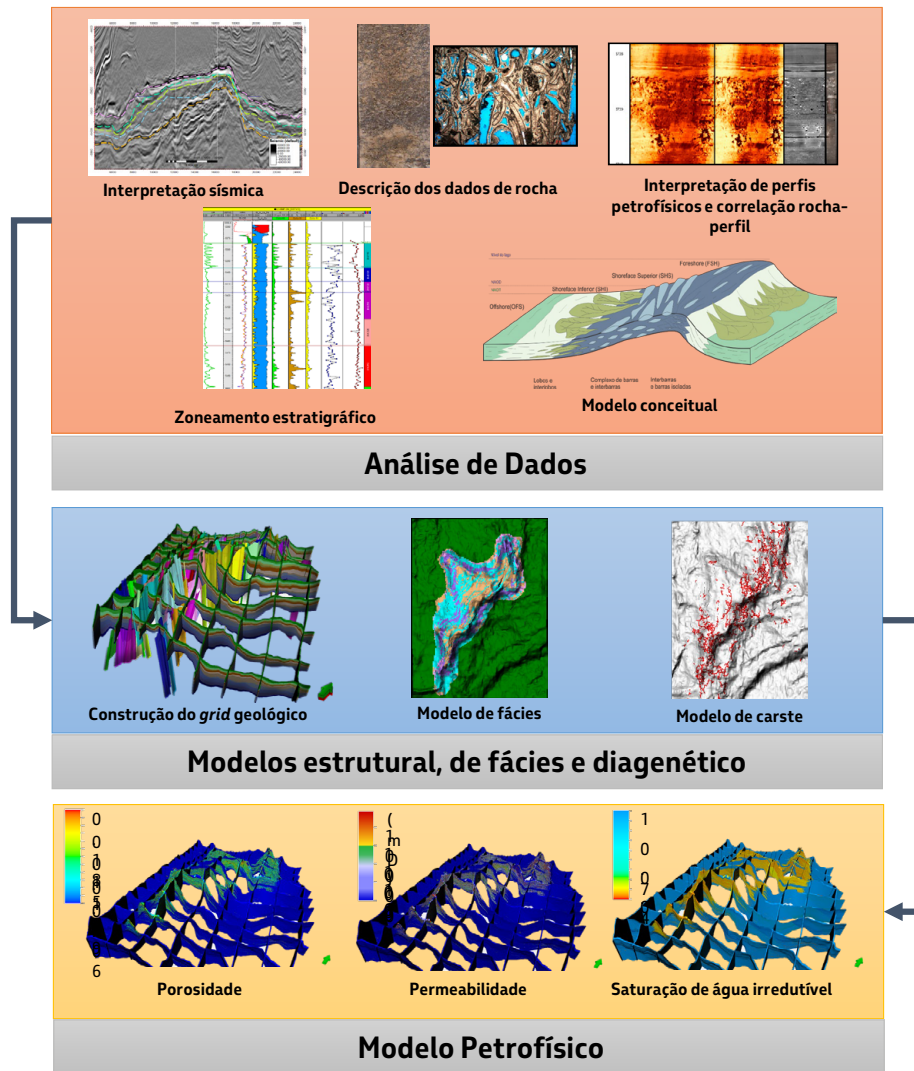 Interpretação sísmica
Descrição dos dados de rocha
Interpretação de perfis
petrofísicos e correlação rocha-
perfil
Foreshore (FSH)
Shoreface Superior (SHS)
Shoreface Inferior (SHI)
Offshore(OFS)
Lobos e
Complexo de barras
e interbarras
Interbarras
e barras isoladas
Zoneamento estratigráfico
Modelo conceitual
Análise de Dados
Construção do grid geológico
Modelo de fácies
Modelo de carste
Modelos estrutural, de fácies e diagenético
Porosidade
Permeabilidade
Saturação de água irredutível
Modelo Petrofísico